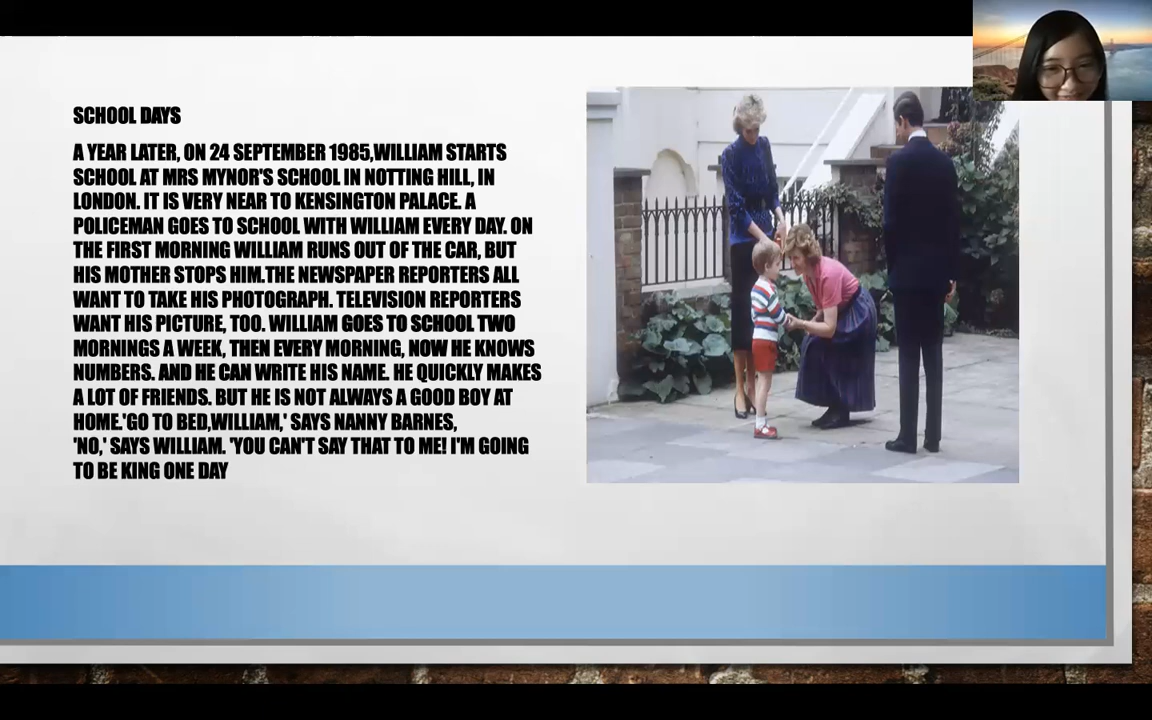 SCHOOL DAYS
A YEAR LATER, ON 24 SEPTEMBER 1985,WILLIAM STARTS
SCHOOL AT MRS MYNOR'S SCHOOL IN NOTTING HILL, IN
LONDON. IT IS VERY NEAR TO KENSINGTON PALACE. A
POLICEMAN GOES TO SCHOOL WITH WILLIAM EVERY DAY. ON
THE FIRST MORNING WILLIAM RUNS OUT OF THE CAR, BUT
HIS MOTHER STOPS HIM.THE NEWSPAPER REPORTERS ALL
WANT TO TAKE HIS PHOTOGRAPH. TELEVISION REPORTERS
WANT HIS PICTURE, TOO. WILLIAM GOES TO SCHOOL TWO
MORNINGS A WEEK, THEN EVERY MORNING, NOW HE KNOWS
NUMBERS. AND HE CAN WRITE HIS NAME. HE QUICKLY MAKES
A LOT OF FRIENDS. BUT HE IS NOT ALWAYS A GOOD BOY AT
HOME.'GO TO BED,WILLIAM,' SAYS NANNY BARNES,
'NO,' SAYS WILLIAM. 'YOU CAN'T SAY THAT TO ME! I'M GOING
TO BE KING ONE DAY